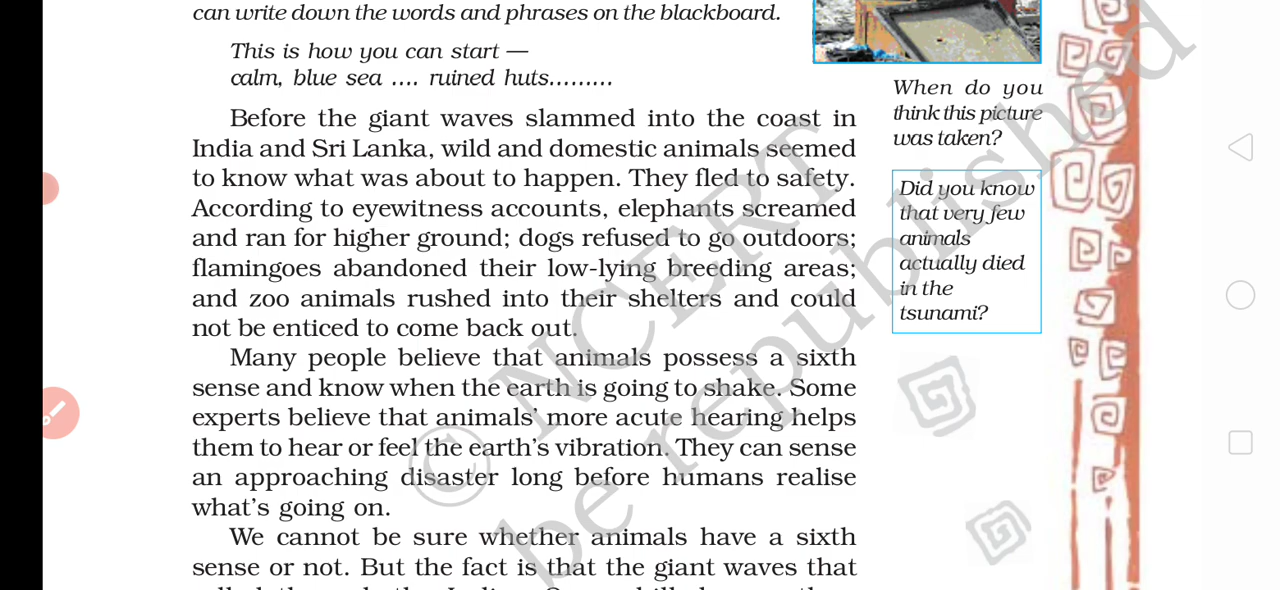 can write down the words and phrases on the blackboard.
This is how you can start —
calm, blue sea .... ruined huts.........
Before the giant waves slammed into the coast in
India and Sri Lanka, wild and domestic animals seemed
to know what was about to happen. They fled to safety.
According to eyewitness accounts, elephants screamed
and ran for higher ground; dogs refused to go outdoors;
flamingoes abandoned their low-lying breeding areas;
and zoo animals rushed into their shelters and could
not be enticed to come back out.
Many people believe that animals possess a sixth
sense and know when the earth is going to shake. Some
experts believe that animals’ more acute hearing helps
them to hear or feel the earth’s vibration. They can sense
an approaching disaster long before humans realise
what’s going on.
We cannot be sure whether animals have a sixth
sense or not. But the fact is that the giant waves that
When do you
think this picture
was taken?
Did you know
that very few
animals
actually died
in the
tsunami?
© NCERT
be republished